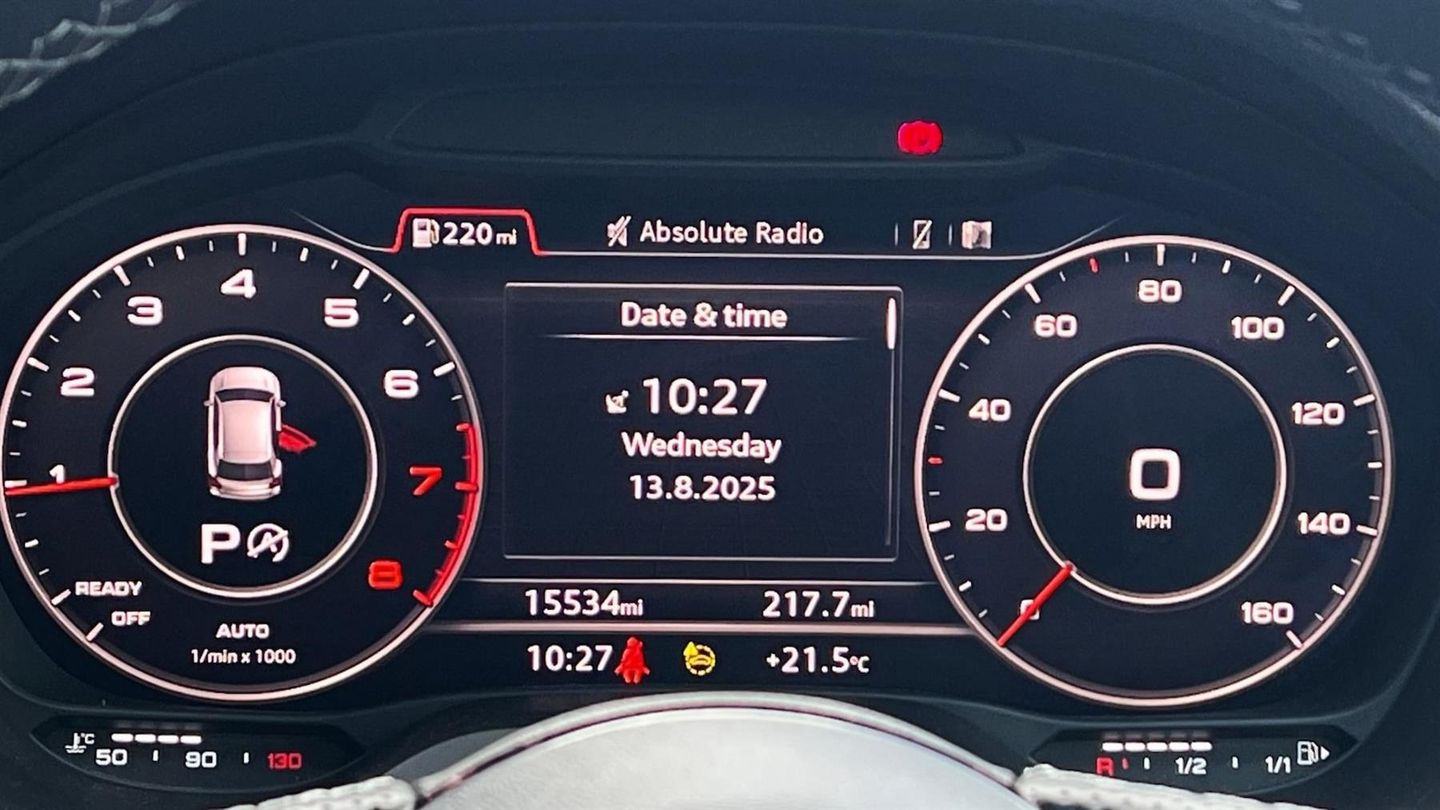 220 mi
Absolute Radio
Date & time
10:27
Wednesday
13.8.2025
1
2
3
4
5
6
7
8
P
READY
OFF
AUTO
1/min x 1000
0
20
40
60
80
100
120
140
160
0
MPH
15534mi
217.7mi
10:27
+21.5°C
°C
50
90
130
R
1/2
1/1